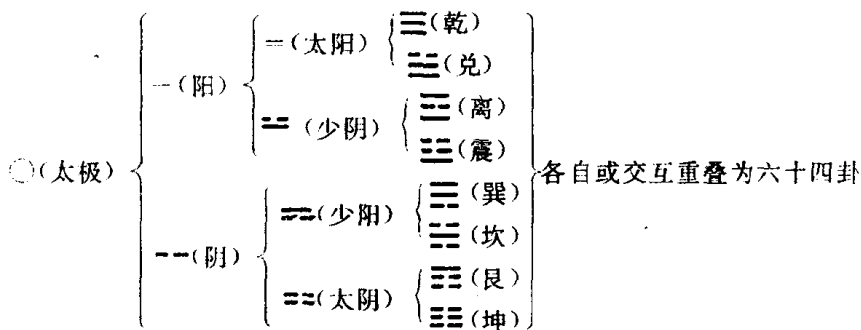 ☰(乾)
⚌(太阳)
☱(兑)
⚊(阳)
☲(离)
⚍(少阴)
☳(震)
○(太极)
各自或交互重叠为六十四卦
☴(巽)
⚎(少阳)
☵(坎)
⚋(阴)
☶(艮)
⚏(太阴)
☷(坤)